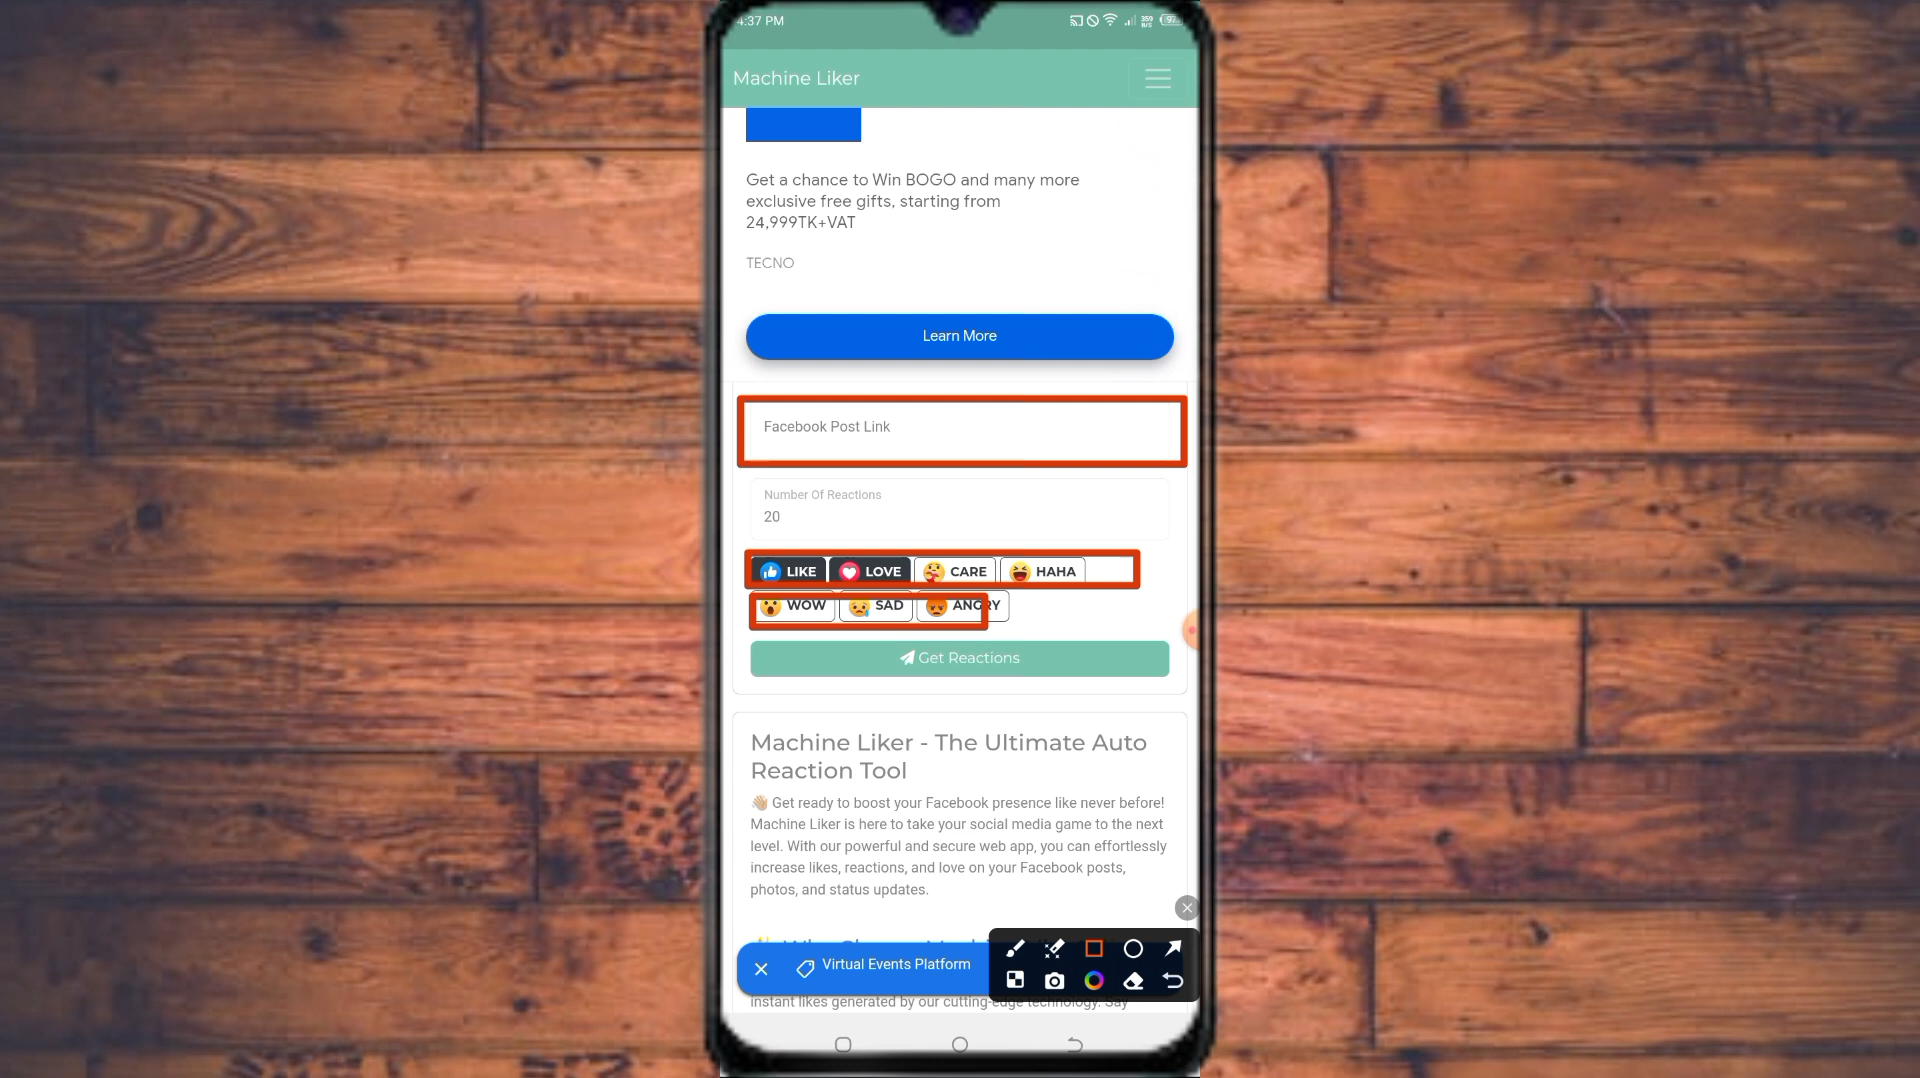 4:37 PM
Machine Liker
Get a chance to Win BOGO and many more
exclusive free gifts, starting from
24,999TK+VAT
TECNO
Learn More
Facebook Post Link
Number Of Reactions
20
LIKE LOVE CARE HAHA
WOW SAD ANGRY
Get Reactions
Machine Liker - The Ultimate Auto
Reaction Tool
👋🏼 Get ready to boost your Facebook presence like never before!
Machine Liker is here to take your social media game to the next
level. With our powerful and secure web app, you can effortlessly
increase likes, reactions, and love on your Facebook posts,
photos, and status updates.
Virtual Events Platform
instant likes generated by our cutting-edge technology. Say